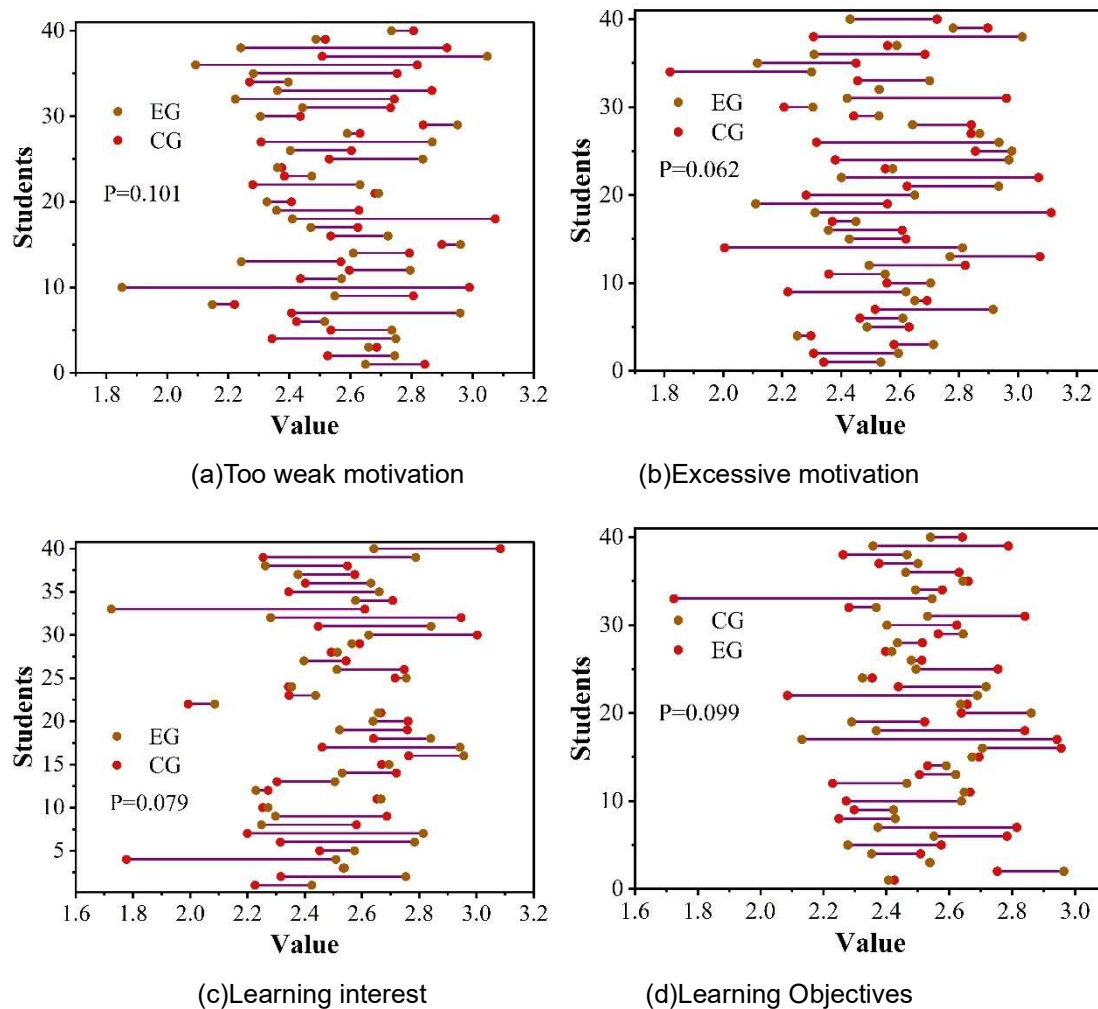 40
30
20
10
0
Students
EG
CG
P=0.101
1.8 2.0 2.2 2.4 2.6 2.8 3.0 3.2
Value
(a)Too weak motivation
40
30
20
10
0
Students
EG
CG
P=0.062
1.8 2.0 2.2 2.4 2.6 2.8 3.0 3.2
Value
(b)Excessive motivation
40
35
30
25
20
15
10
5
Students
EG
CG
P=0.079
1.6 1.8 2.0 2.2 2.4 2.6 2.8 3.0 3.2
Value
(c)Learning interest
40
30
20
10
0
Students
CG
EG
P=0.099
1.6 1.8 2.0 2.2 2.4 2.6 2.8 3.0
Value
(d)Learning Objectives